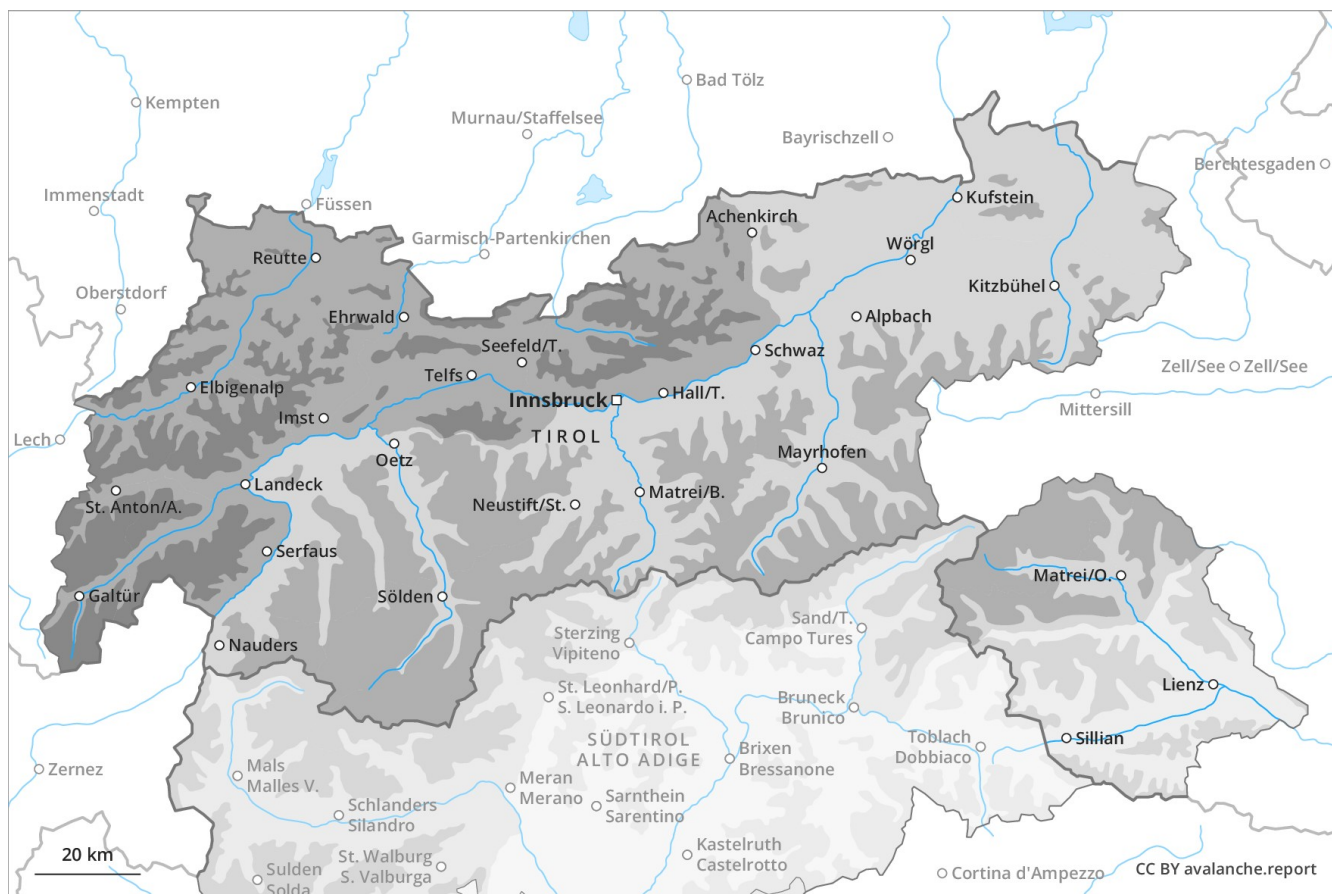 Kempten
Bad Tölz
Murnau/Staffelsee
Bayrischzell
Berchtesgaden
Immenstadt
Füssen
Kufstein
Achenkirch
Garmisch-Partenkirchen
Wörgl
Reutte
Kitzbühel
Oberstdorf
Ehrwald
Alpbach
Seefeld/T.
Schwaz
Zell/See
Zell/See
Telfs
Elbigenalp
Innsbruck
Hall/T.
Mittersill
Imst
Lech
TIROL
Oetz
Mayrhofen
Landeck
St. Anton/A.
Neustift/St.
Matrei/B.
Serfaus
Matrei/O.
Galtür
Sölden
Sterzing
Vipiteno
Sand/T.
Campo Tures
Nauders
St. Leonhard/P.
S. Leonardo i. P.
Bruneck
Brunico
Lienz
SÜDTIROL
ALTO ADIGE
Toblach
Dobbiaco
Sillian
Brixen
Bressanone
Zernez
Mals
Malles V.
Meran
Merano
Sarnthein
Sarentino
Schlanders
Silandro
Kastelruth
Castelrotto
20 km
St. Walburg
S. Valburga
Sulden
Solda
Cortina d'Ampezzo
CC BY avalanche.report